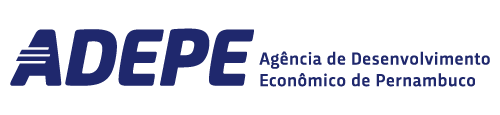 ADEPE
Agência de Desenvolvimento
Econômico de Pernambuco